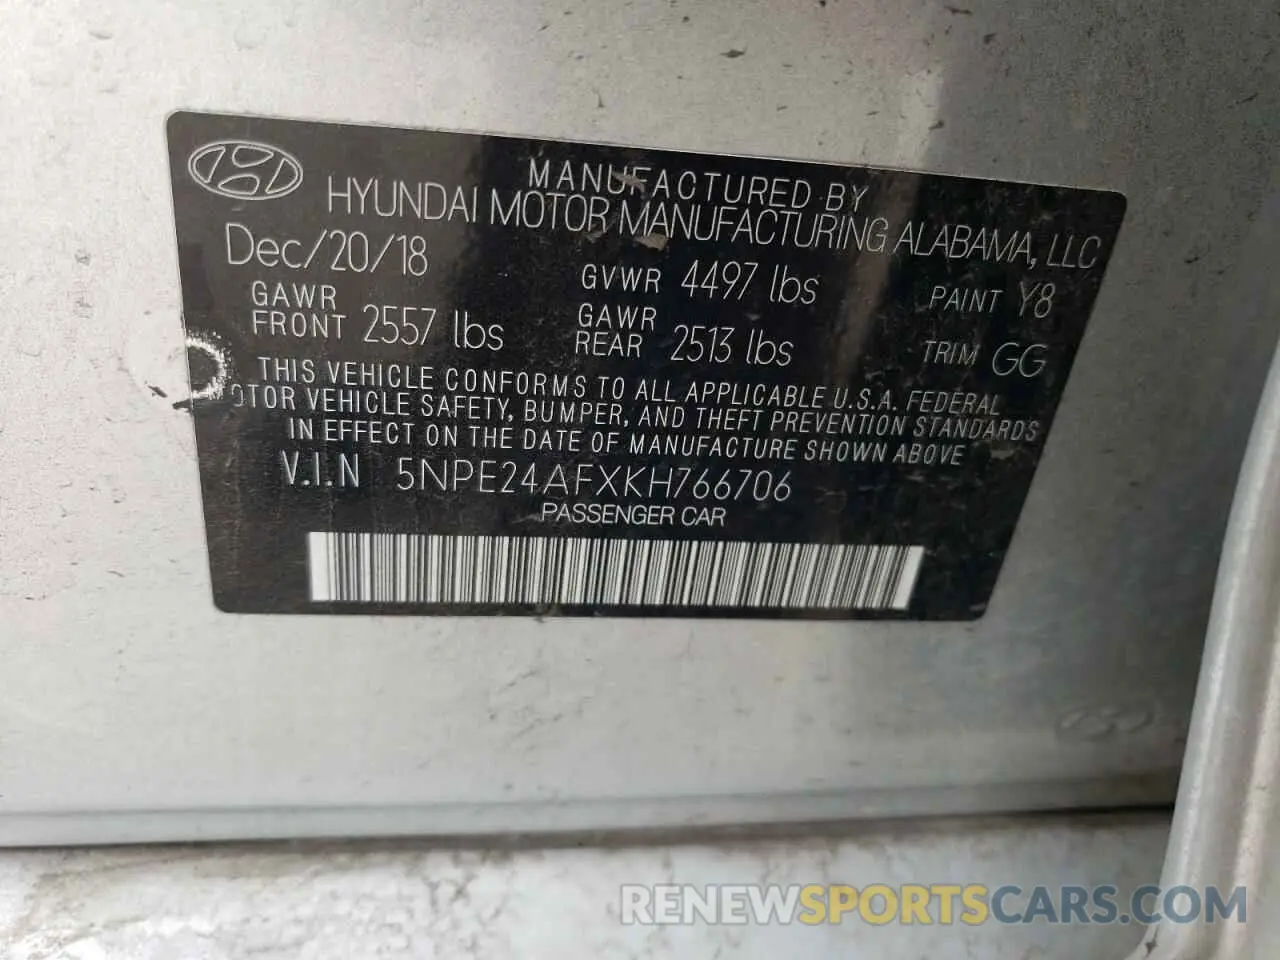 MANUFACTURED BY
HYUNDAI MOTOR MANUFACTURING ALABAMA, LLC
Dec/20/18 GVWR 4497 lbs PAINT Y8
GAWR FRONT 2557 lbs GAWR REAR 2513 lbs TRIM GG
THIS VEHICLE CONFORMS TO ALL APPLICABLE U.S.A. FEDERAL
OTOR VEHICLE SAFETY, BUMPER, AND THEFT PREVENTION STANDARDS
IN EFFECT ON THE DATE OF MANUFACTURE SHOWN ABOVE
V.I.N 5NPE24AFXKH766706
PASSENGER CAR
RENEWSPORTSCARS.COM